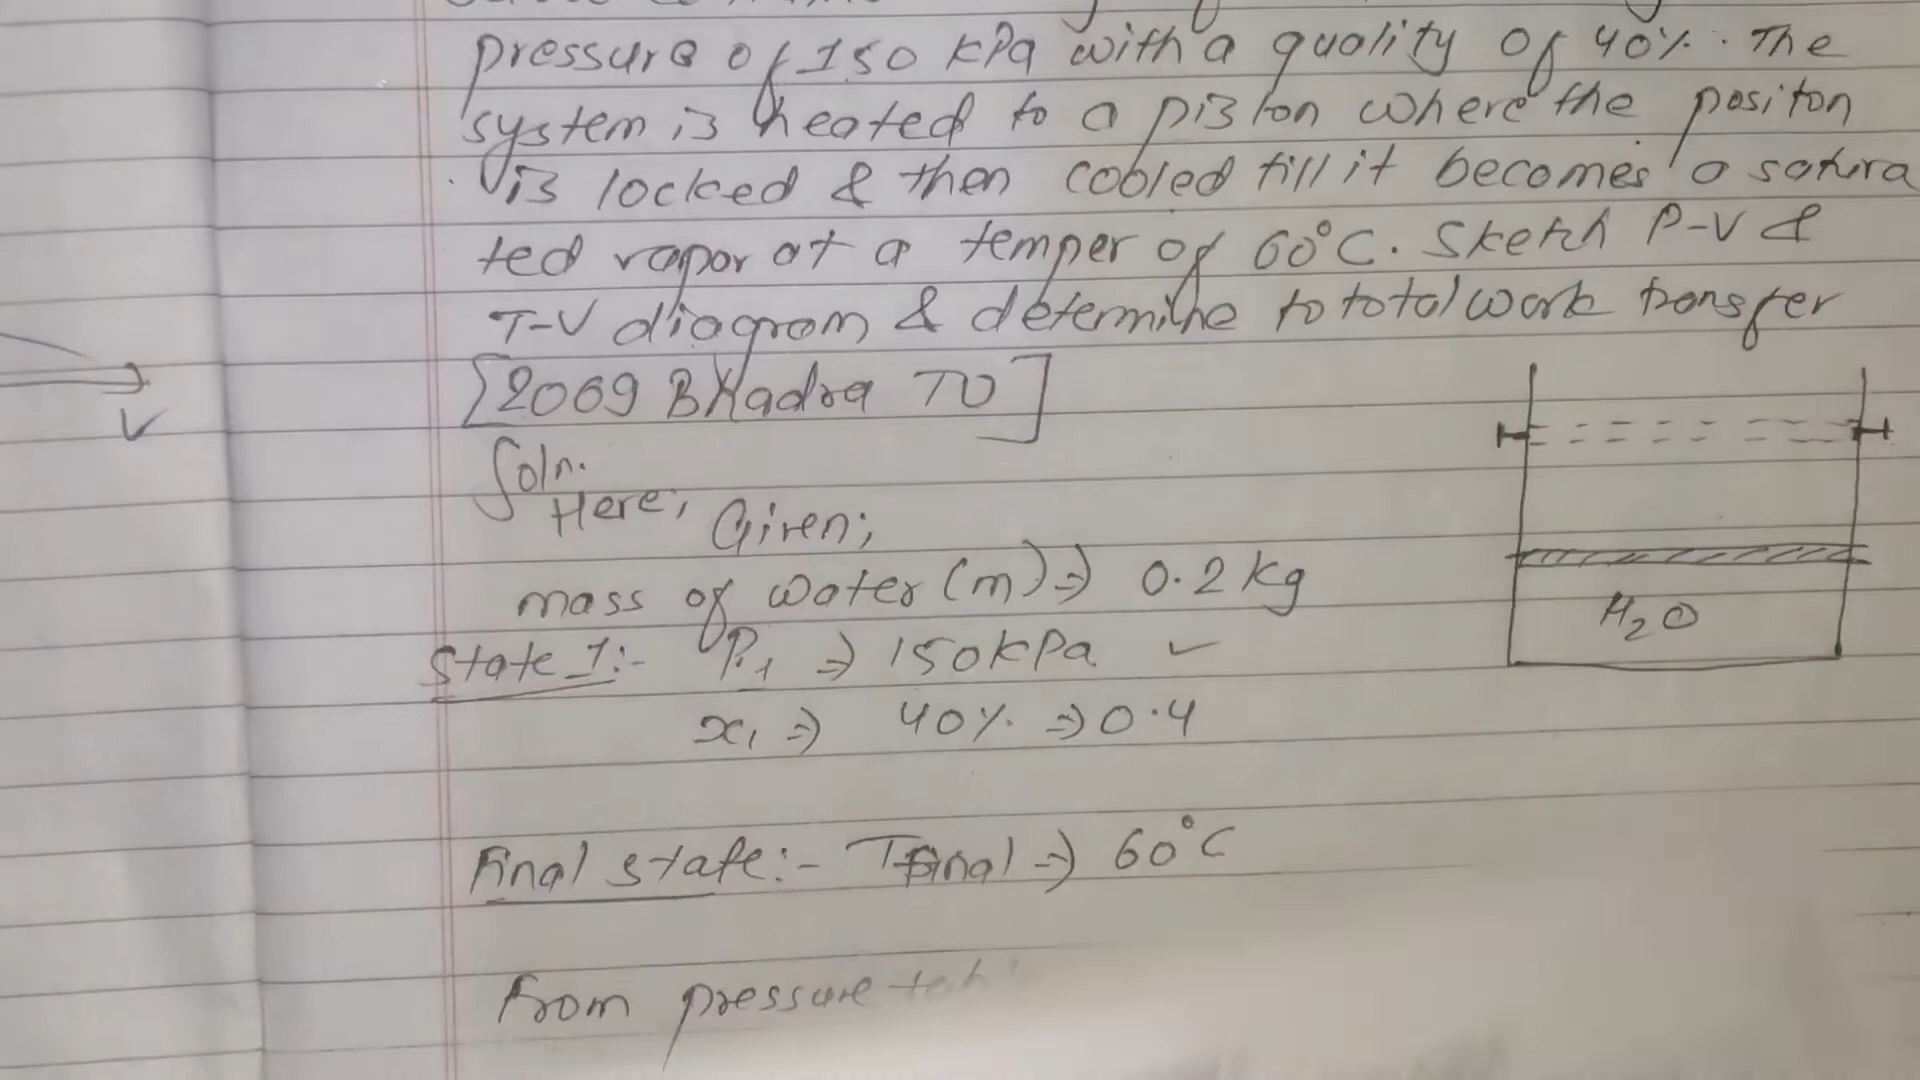 pressure of 150 kPa with a quality of 40%. The
system is heated to a piston where the positon
is locked & then cooled till it becomes a satura
ted vapor at a temper of 60°C. Sketch P-V &
T-V diagram & determine to total work transfer
[2069 BHadra TU]
V
Soln.
Here, Given;
mass of water (m) ⇒ 0.2 kg
H2O
State 1:- P1 ⇒ 150kPa ✓
x1 ⇒ 40% ⇒ 0.4
Final state:- Tfinal ⇒ 60°C
From pressure